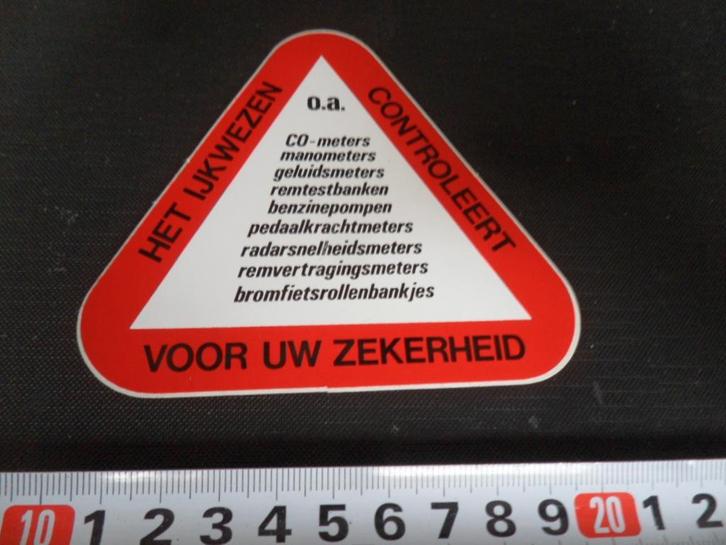 HET IJKWEZEN
CONTROLEERT
o.a.
CO-meters
manometers
geluidsmeters
remtestbanken
benzinepompen
pedaalkrachtmeters
radarsnelheidsmeters
remvertragingsmeters
bromfietsrollenbankjes
VOOR UW ZEKERHEID
10 1 2 3 4 5 6 7 8 9 20 1 2